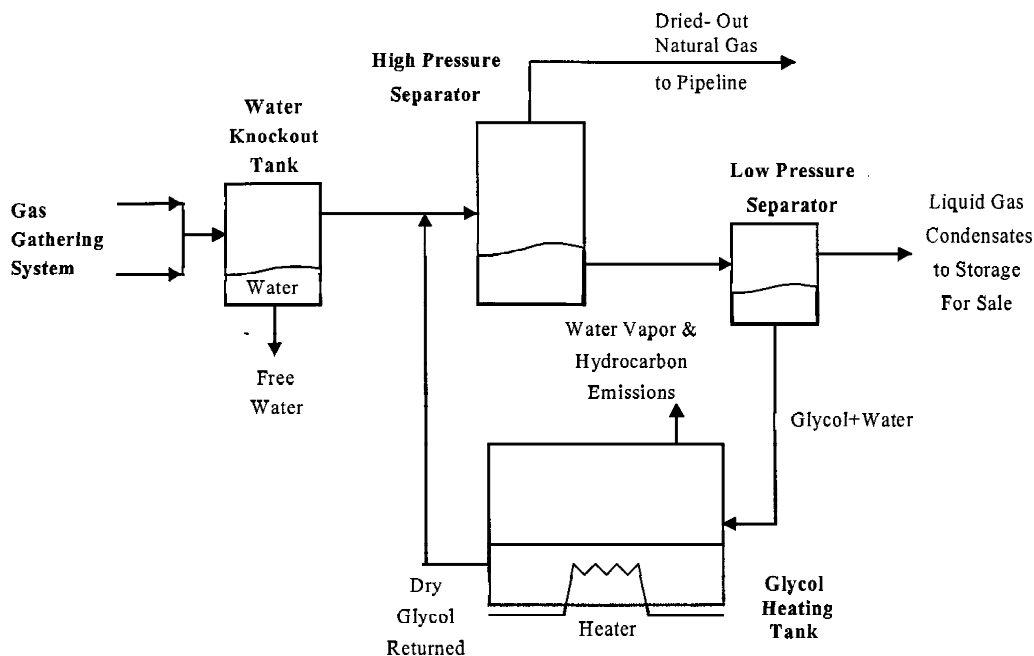 Dried- Out
Natural Gas
to Pipeline
High Pressure
Separator
Water
Knockout
Tank
Low Pressure
Separator
Gas
Gathering
System
Liquid Gas
Condensates
to Storage
For Sale
Water
Free
Water
Water Vapor &
Hydrocarbon
Emissions
Glycol+Water
Dry
Glycol
Returned
Heater
Glycol
Heating
Tank